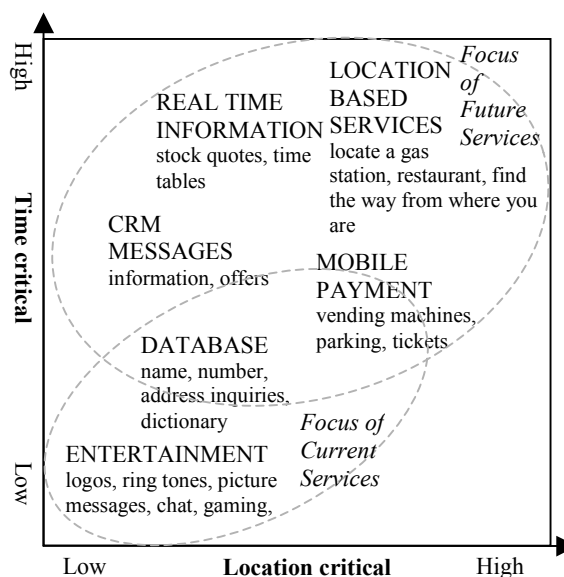 High
Time critical
Low
Focus
of
Future
Services
LOCATION
BASED
SERVICES
locate a gas
station, restaurant, find
the way from where you
are
REAL TIME
INFORMATION
stock quotes, time
tables
CRM
MESSAGES
information, offers
MOBILE
PAYMENT
vending machines,
parking, tickets
DATABASE
name, number,
address inquiries,
dictionary
Focus of
Current
Services
ENTERTAINMENT
logos, ring tones, picture
messages, chat, gaming,
Low
Location critical
High